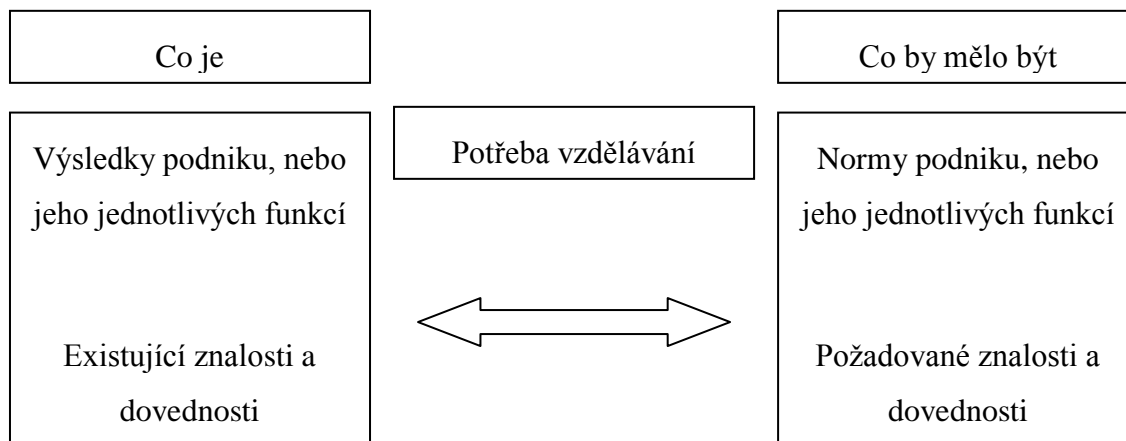 Co je
Co by mělo být
Potřeba vzdělávání
Výsledky podniku, nebo
jeho jednotlivých funkcí
Existující znalosti a
dovednosti
Normy podniku, nebo
jeho jednotlivých funkcí
Požadované znalosti a
dovednosti